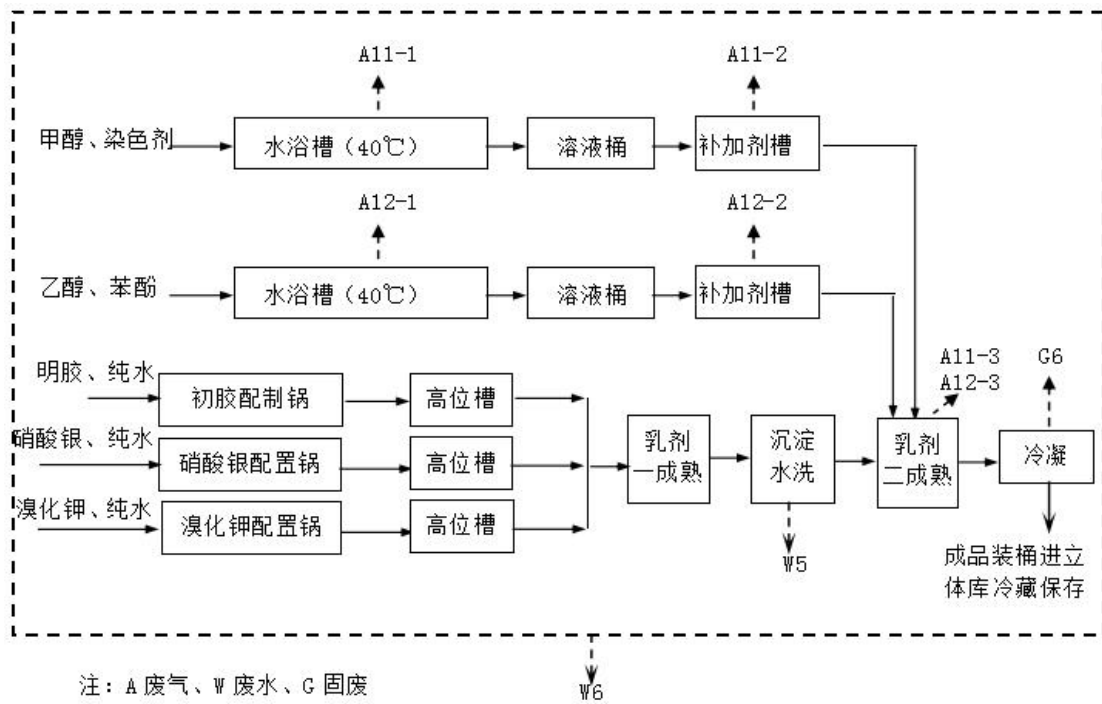 A11-1
A11-2
甲醇、染色剂
水浴槽（40℃）
溶液桶
补加剂槽
A12-1
A12-2
乙醇、苯酚
水浴槽（40℃）
溶液桶
补加剂槽
A11-3
G6
A12-3
明胶、纯水
初胶配制锅
高位槽
硝酸银、纯水
硝酸银配置锅
高位槽
乳剂
一成熟
沉淀
水洗
乳剂
二成熟
冷凝
溴化钾、纯水
溴化钾配置锅
高位槽
W5
成品装桶进立
体库冷藏保存
注：A 废气、W 废水、G 固废
W6